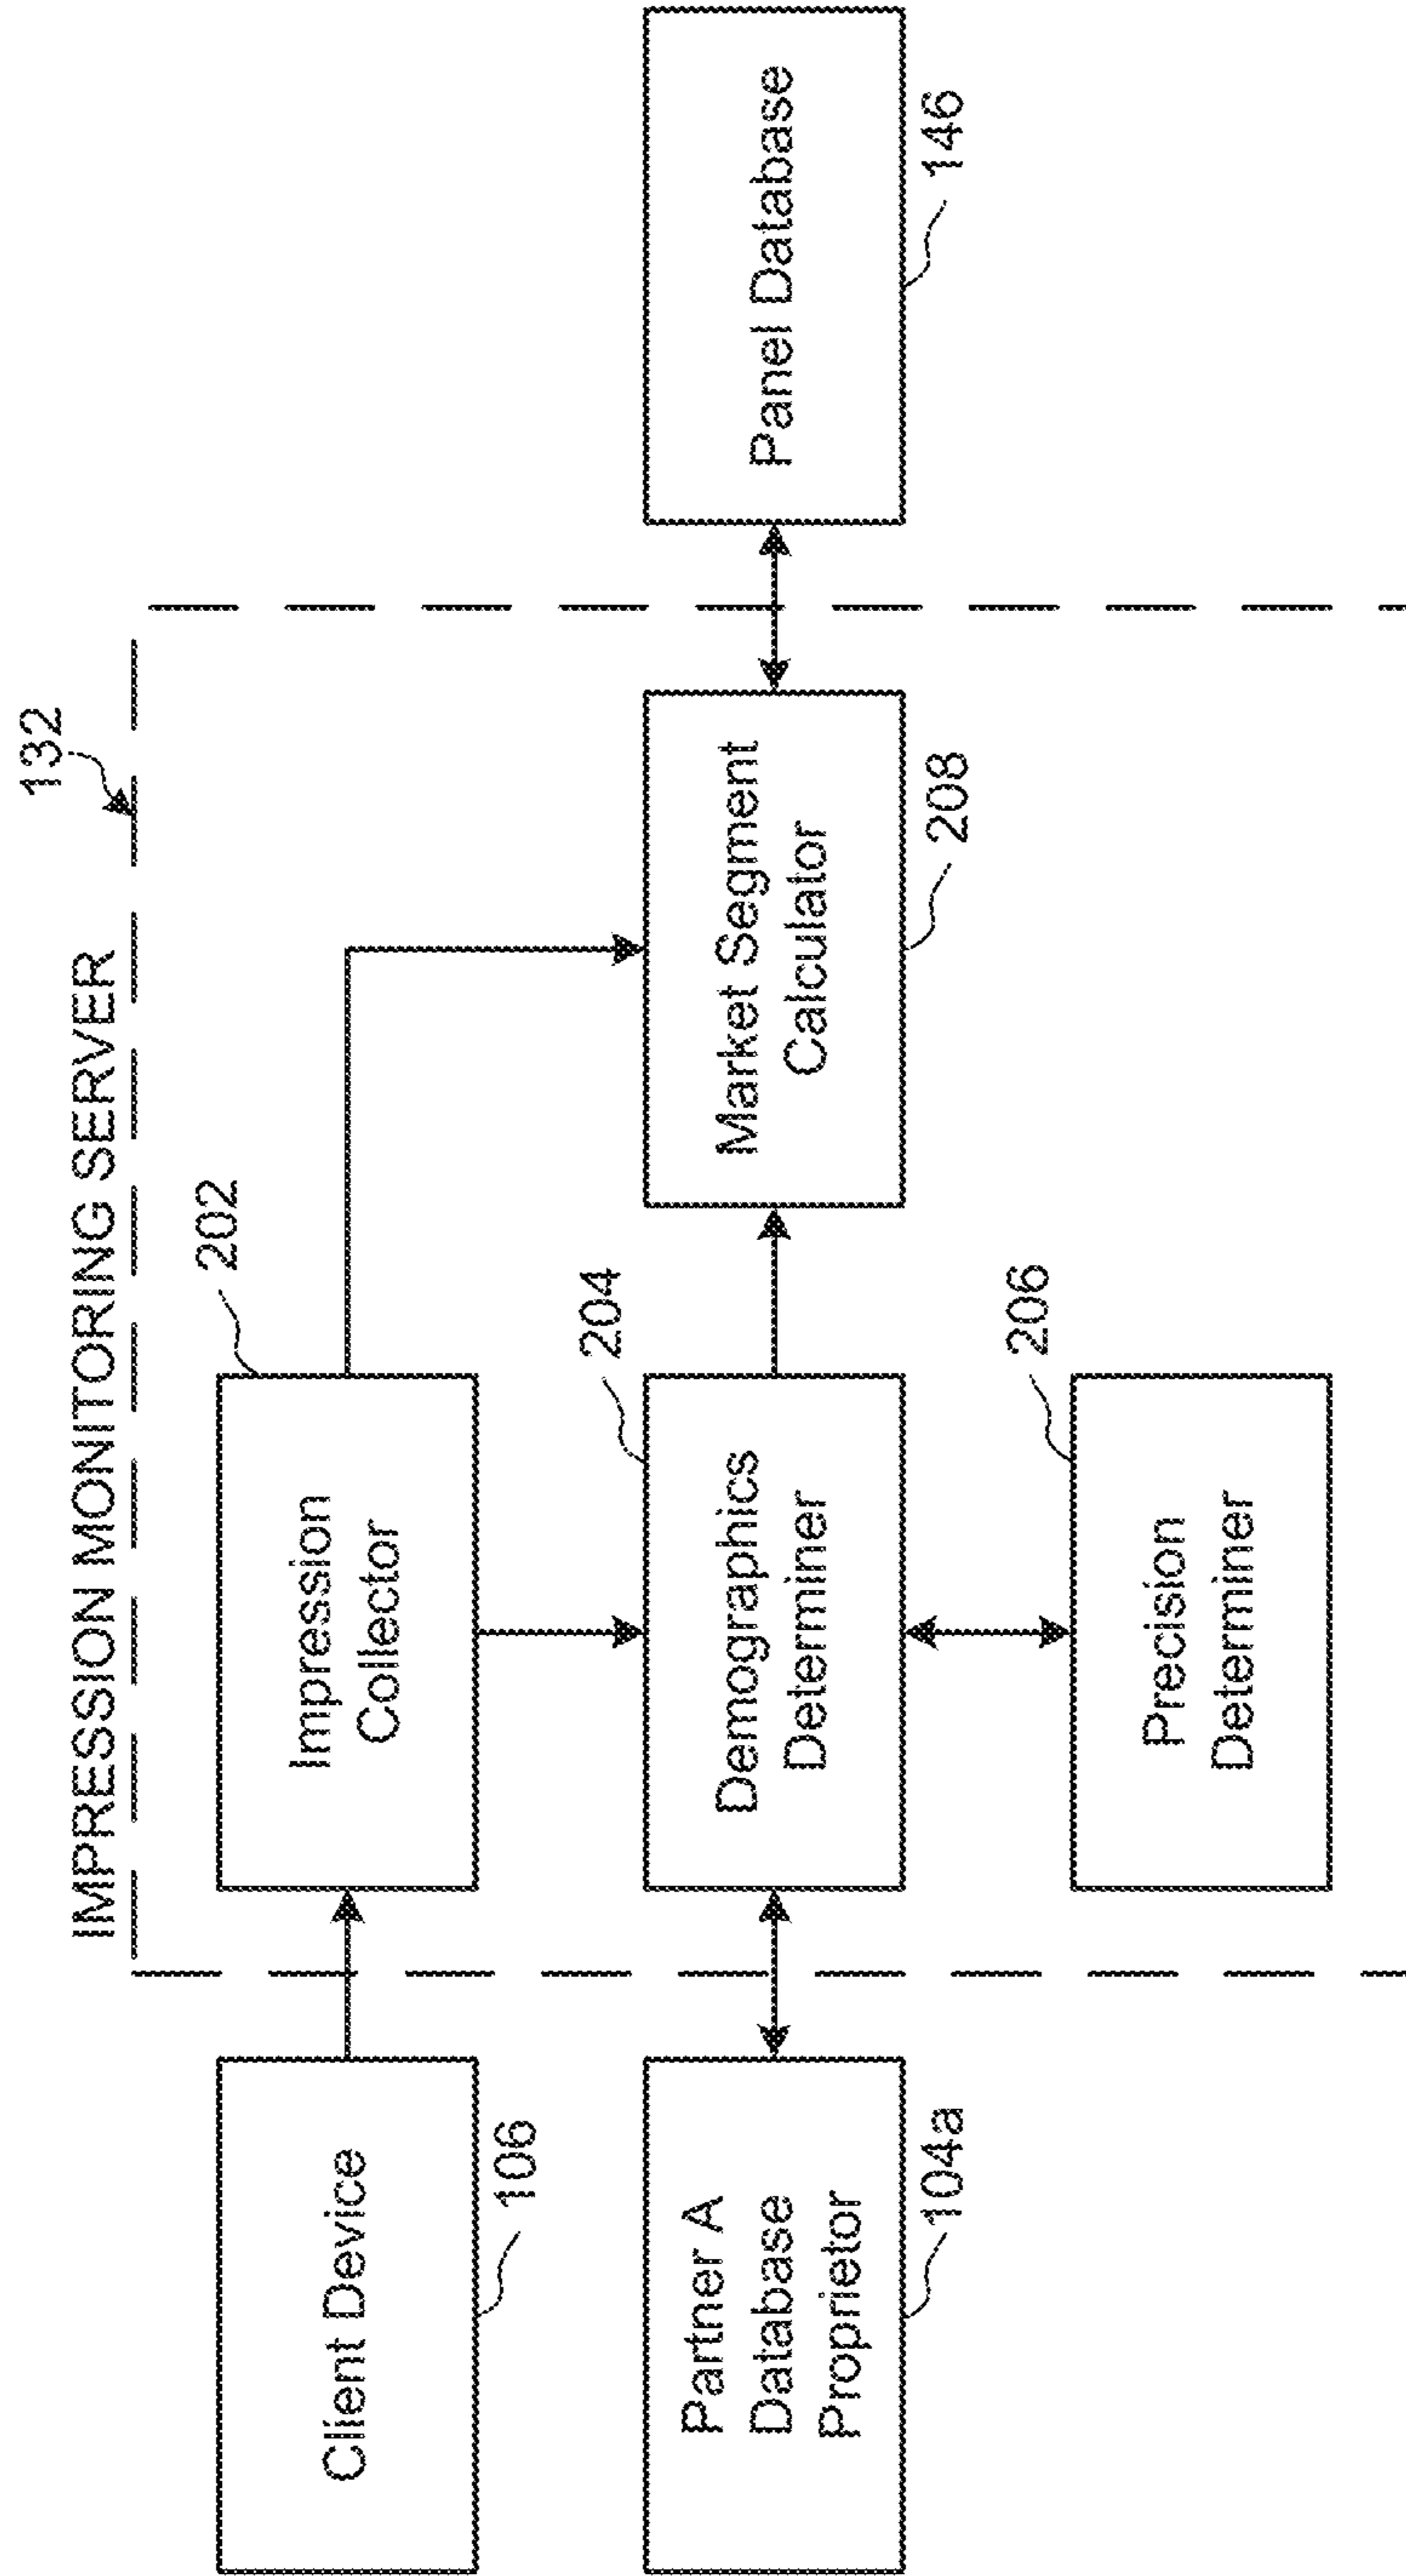 IMPRESSION MONITORING SERVER
132
Client Device
106
Impression
Collector
202
Partner A
Database
Proprietor
104a
Demographics
Determiner
204
Market Segment
Calculator
208
Panel Database
146
Precision
Determiner
206